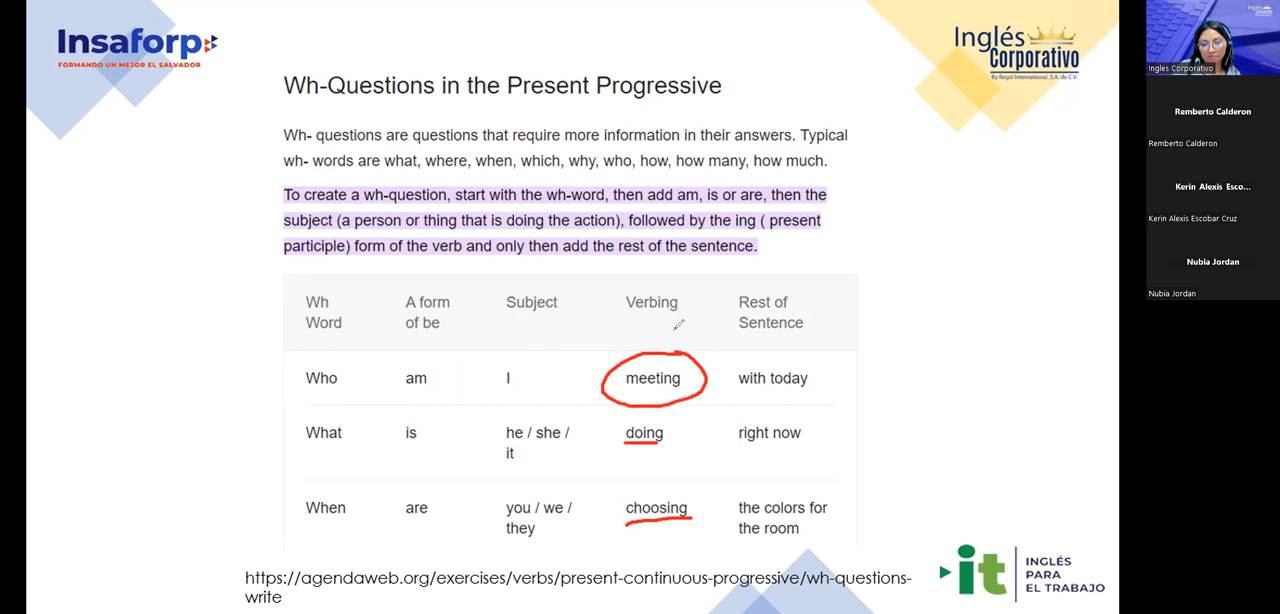 Insaforp
FORMANDO UN MEJOR EL SALVADOR
Inglés
Corporativo
By Regal International, S.A. de C.V.
Wh-Questions in the Present Progressive
Wh- questions are questions that require more information in their answers. Typical
wh- words are what, where, when, which, why, who, how, how many, how much.
To create a wh-question, start with the wh-word, then add am, is or are, then the
subject (a person or thing that is doing the action), followed by the ing ( present
participle) form of the verb and only then add the rest of the sentence.
Wh Word A form of be Subject Verbing Rest of Sentence
Who am I meeting with today
What is he / she / it doing right now
When are you / we / they choosing the colors for the room
https://agendaweb.org/exercises/verbs/present-continuous-progressive/wh-questions-
write
it
INGLÉS
PARA
EL TRABAJO
Ingles Corporativo
Remberto Calderon
Remberto Calderon
Kerin Alexis Esco...
Kerin Alexis Escobar Cruz
Nubia Jordan
Nubia Jordan